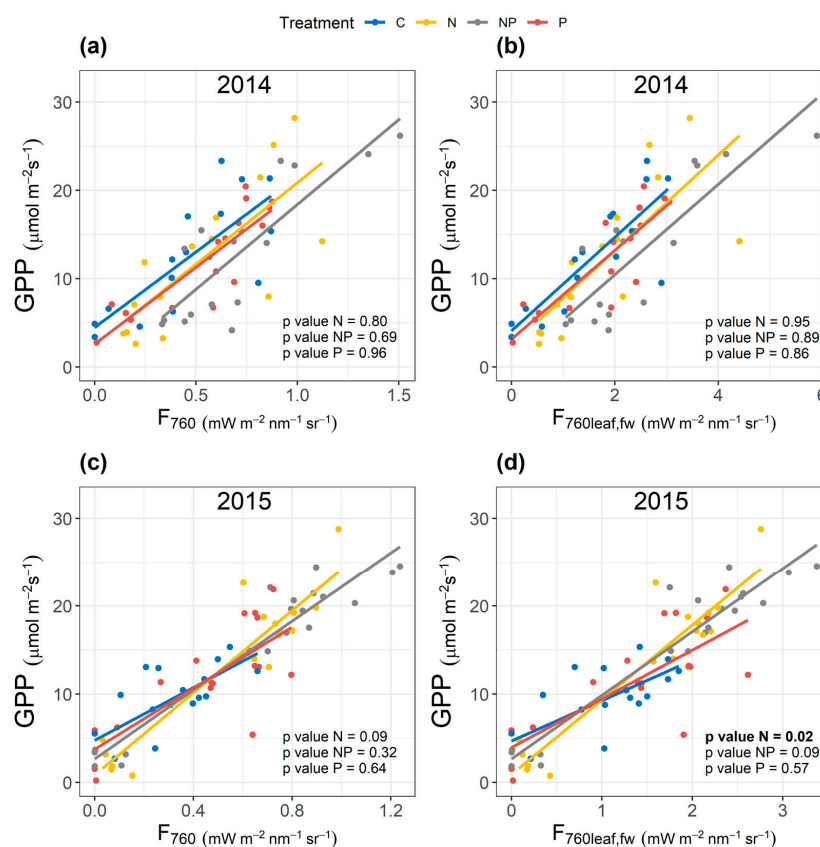 Treatment C N NP P
(a)
(b)
2014
2014
GPP (μmol m⁻²s⁻¹)
30
20
10
0
p value N = 0.80
p value NP = 0.69
p value P = 0.96
0.0 0.5 1.0 1.5
F760 (mW m⁻² nm⁻¹ sr⁻¹)
GPP (μmol m⁻²s⁻¹)
30
20
10
0
p value N = 0.95
p value NP = 0.89
p value P = 0.86
0 2 4 6
F760leaf,fw (mW m⁻² nm⁻¹ sr⁻¹)
(c)
(d)
2015
2015
GPP (μmol m⁻²s⁻¹)
30
20
10
0
p value N = 0.09
p value NP = 0.32
p value P = 0.64
0.0 0.4 0.8 1.2
F760 (mW m⁻² nm⁻¹ sr⁻¹)
GPP (μmol m⁻²s⁻¹)
30
20
10
0
p value N = 0.02
p value NP = 0.09
p value P = 0.57
0 1 2 3
F760leaf,fw (mW m⁻² nm⁻¹ sr⁻¹)